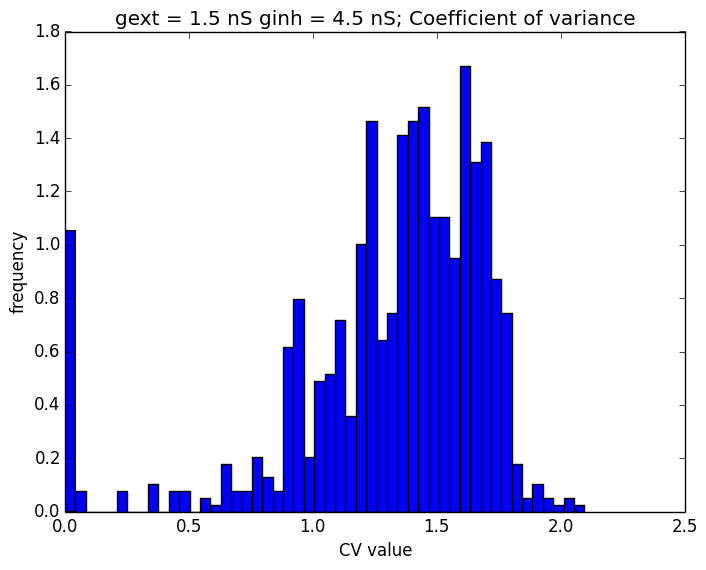 gext = 1.5 nS ginh = 4.5 nS; Coefficient of variance
1.8
1.6
1.4
1.2
1.0
0.8
0.6
0.4
0.2
0.0
frequency
0.0 0.5 1.0 1.5 2.0 2.5
CV value